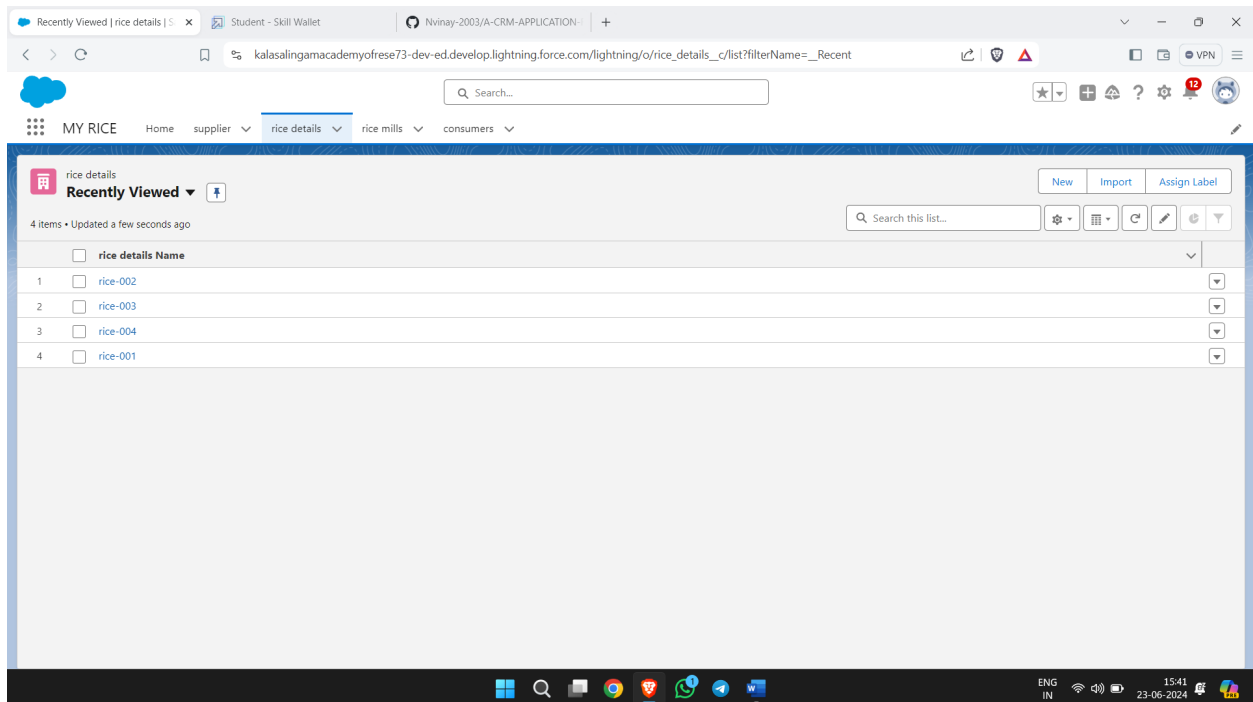 Recently Viewed | rice details | S
Student - Skill Wallet
Nvinay-2003/A-CRM-APPLICATION-
kalasalingamacademyofrese73-dev-ed.develop.lightning.force.com/lightning/o/rice_details__c/list?filterName=__Recent
VPN
Search...
12
MY RICE Home supplier rice details rice mills consumers
rice details
Recently Viewed
New Import Assign Label
4 items • Updated a few seconds ago
Search this list...
rice details Name
1 rice-002
2 rice-003
3 rice-004
4 rice-001
1
W
ENG
IN
15:41
23-06-2024
PRE